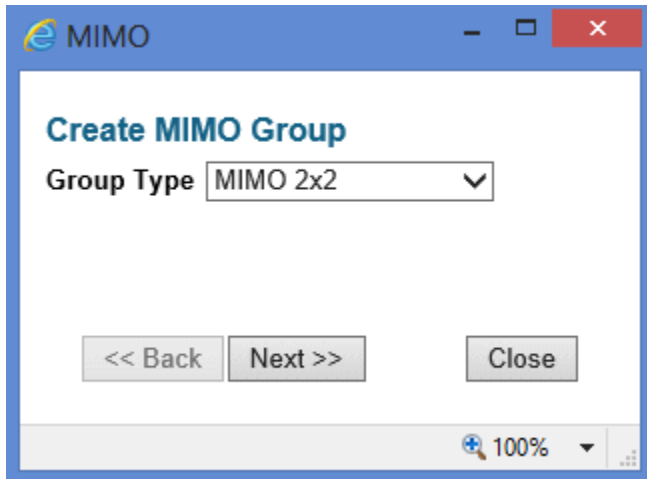 MIMO
Create MIMO Group
Group Type MIMO 2x2
<< Back Next >> Close
100%